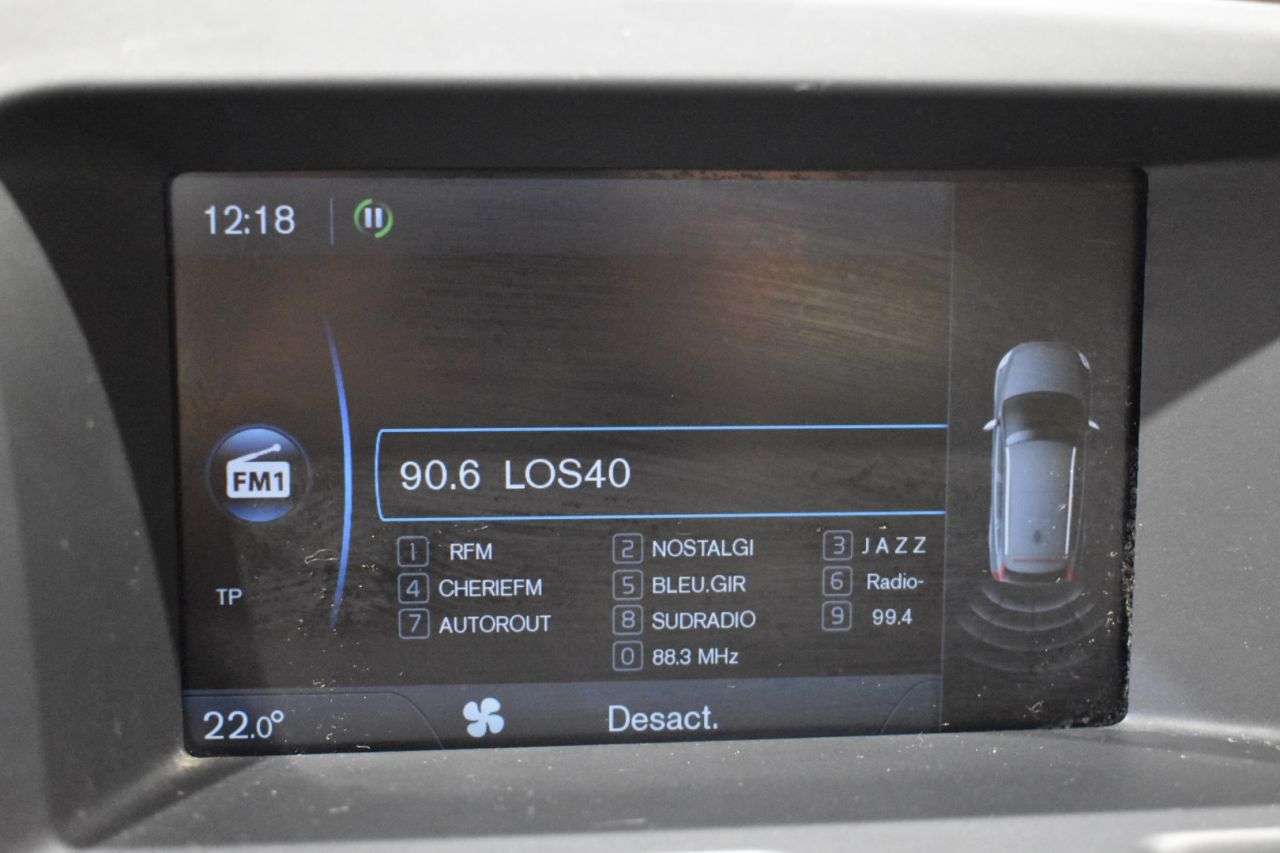 12:18
FM1
90.6 LOS40
1 RFM 2 NOSTALGI 3 J A Z Z
4 CHERIEFM 5 BLEU.GIR 6 Radio-
TP
7 AUTOROUT 8 SUDRADIO 9 99.4
0 88.3 MHz
22.0° Desact.